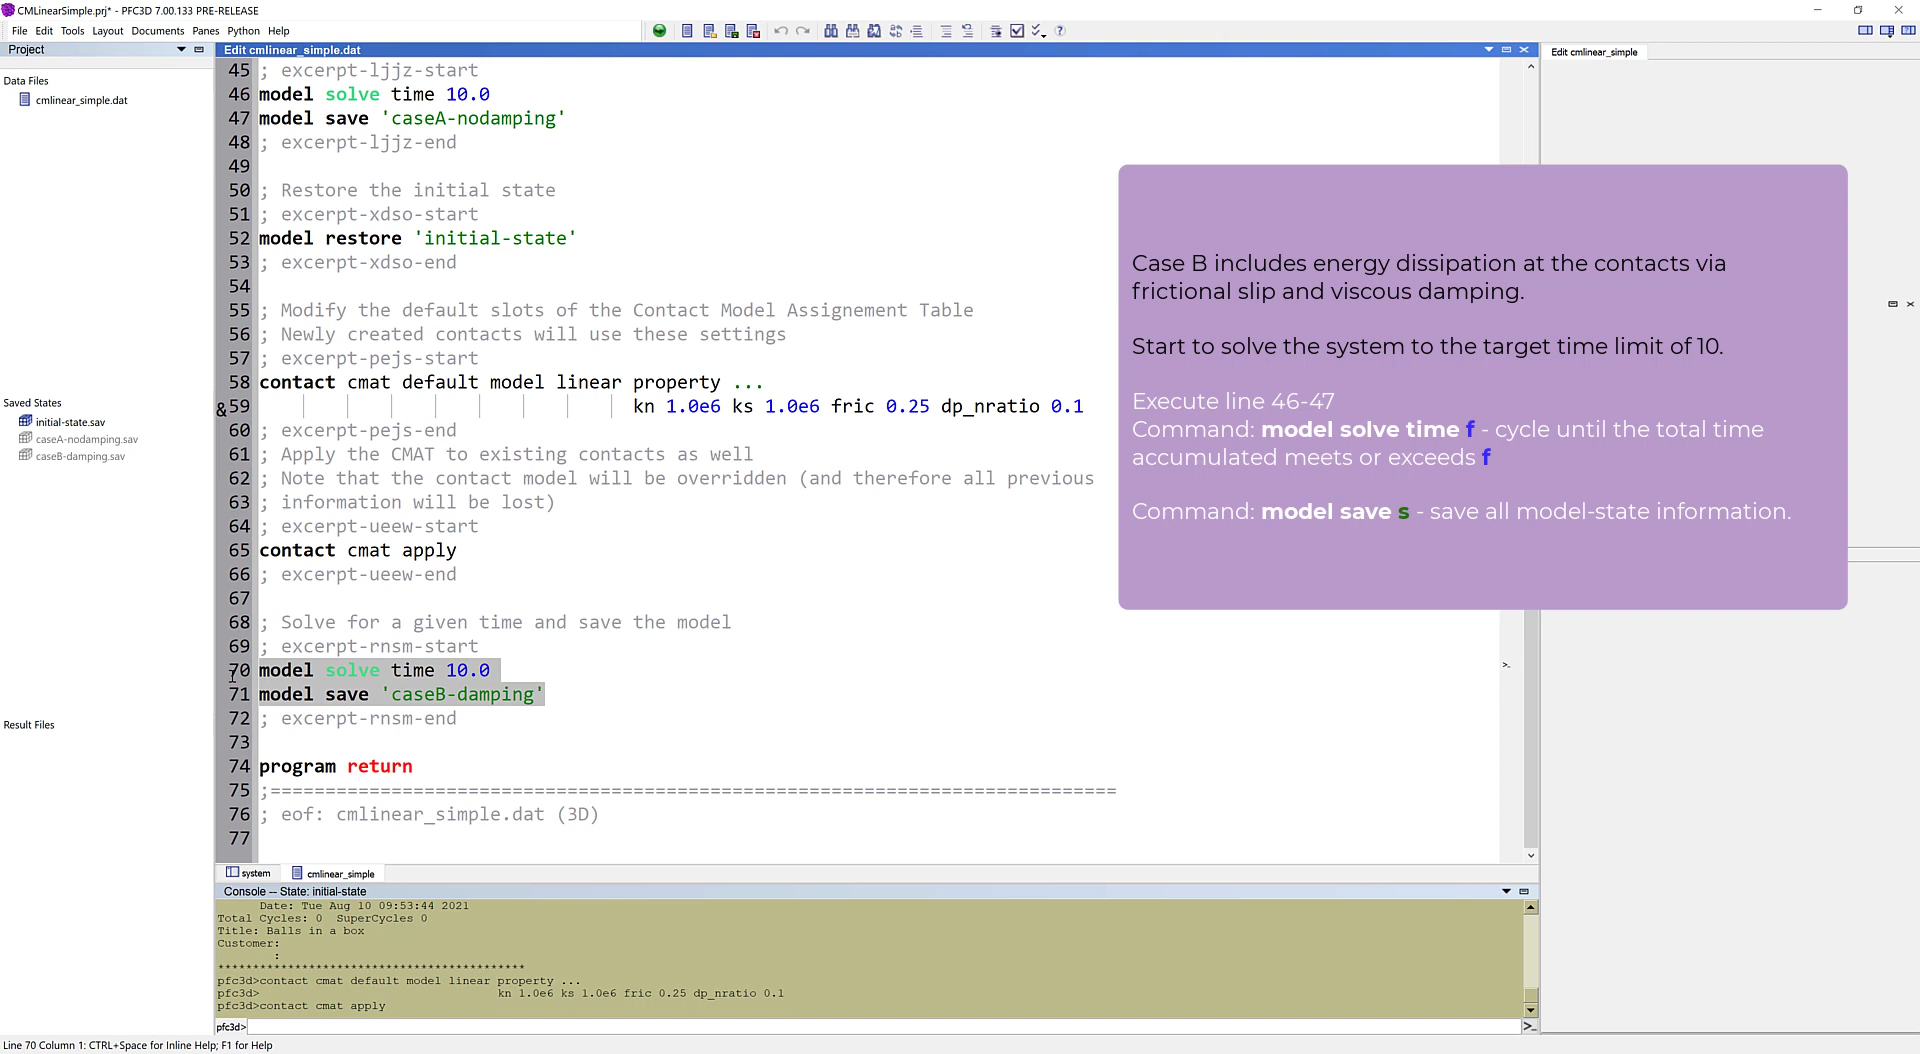 CMLinearSimple.prj* - PFC3D 7.00.133 PRE-RELEASE
File Edit Tools Layout Documents Panes Python Help
Project
Edit cmlinear_simple.dat
Edit cmlinear_simple
Data Files
cmlinear_simple.dat
Saved States
initial-state.sav
caseA-nodamping.sav
caseB-damping.sav
Result Files
45 ; excerpt-ljjz-start
46 model solve time 10.0
47 model save 'caseA-nodamping'
48 ; excerpt-ljjz-end
49
50 ; Restore the initial state
51 ; excerpt-xdso-start
52 model restore 'initial-state'
53 ; excerpt-xdso-end
54
55 ; Modify the default slots of the Contact Model Assignement Table
56 ; Newly created contacts will use these settings
57 ; excerpt-pejs-start
58 contact cmat default model linear property ...
&59 kn 1.0e6 ks 1.0e6 fric 0.25 dp_nratio 0.1
60 ; excerpt-pejs-end
61 ; Apply the CMAT to existing contacts as well
62 ; Note that the contact model will be overridden (and therefore all previous
63 ; information will be lost)
64 ; excerpt-ueew-start
65 contact cmat apply
66 ; excerpt-ueew-end
67
68 ; Solve for a given time and save the model
69 ; excerpt-rnsm-start
70 model solve time 10.0
71 model save 'caseB-damping'
72 ; excerpt-rnsm-end
73
74 program return
75 ;=============================================================================
76 ; eof: cmlinear_simple.dat (3D)
77
Case B includes energy dissipation at the contacts via
frictional slip and viscous damping.
Start to solve the system to the target time limit of 10.
Execute line 46-47
Command: model solve time f - cycle until the total time
accumulated meets or exceeds f
Command: model save s - save all model-state information.
system cmlinear_simple
Console -- State: initial-state
Date: Tue Aug 10 09:53:44 2021
Total Cycles: 0 SuperCycles 0
Title: Balls in a box
Customer:
:
********************************************
pfc3d>contact cmat default model linear property ...
pfc3d> kn 1.0e6 ks 1.0e6 fric 0.25 dp_nratio 0.1
pfc3d>contact cmat apply
pfc3d>
Line 70 Column 1: CTRL+Space for Inline Help; F1 for Help